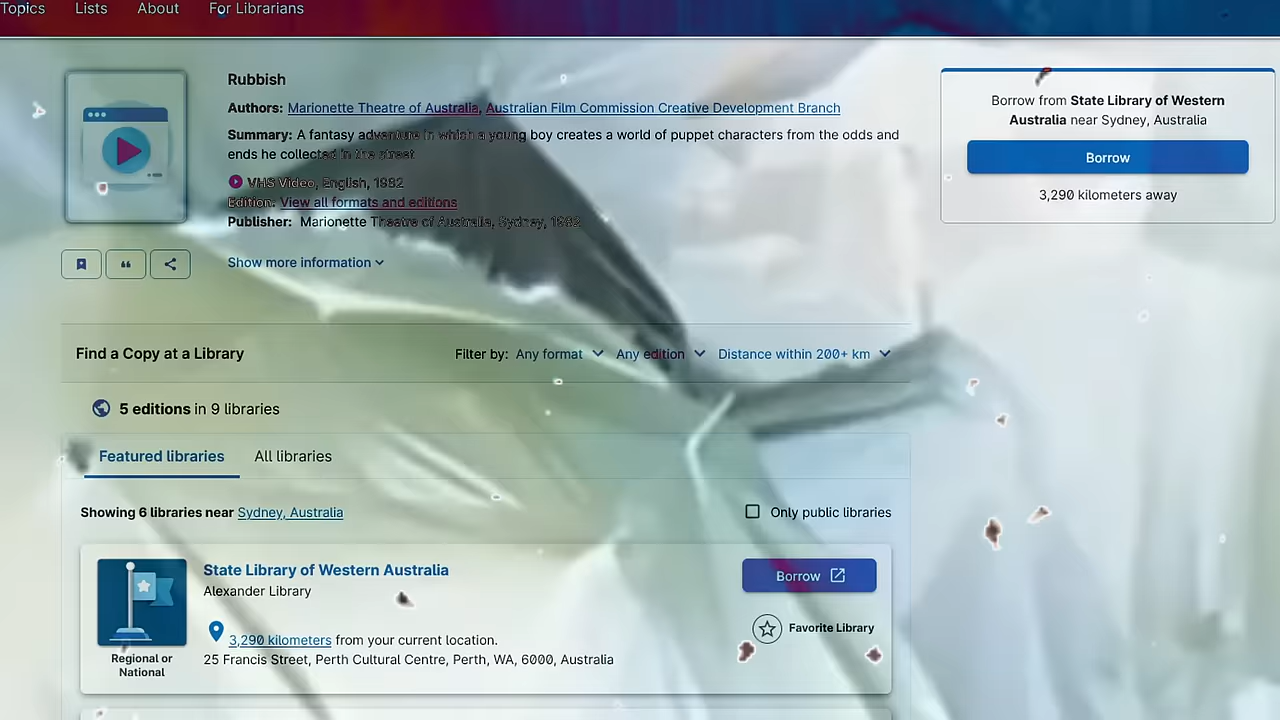 Topics Lists About For Librarians
Rubbish
Authors: Marionette Theatre of Australia, Australian Film Commission Creative Development Branch
Summary: A fantasy adventure in which a young boy creates a world of puppet characters from the odds and
ends he collected in the street
VHS Video, English, 1982
Edition: View all formats and editions
Publisher: Marionette Theatre of Australia, Sydney, 1982
Show more information
Borrow from State Library of Western
Australia near Sydney, Australia
Borrow
3,290 kilometers away
Find a Copy at a Library
Filter by: Any format Any edition Distance within 200+ km
5 editions in 9 libraries
Featured libraries All libraries
Showing 6 libraries near Sydney, Australia
Only public libraries
State Library of Western Australia
Alexander Library
3,290 kilometers from your current location.
25 Francis Street, Perth Cultural Centre, Perth, WA, 6000, Australia
Regional or
National
Borrow
Favorite Library